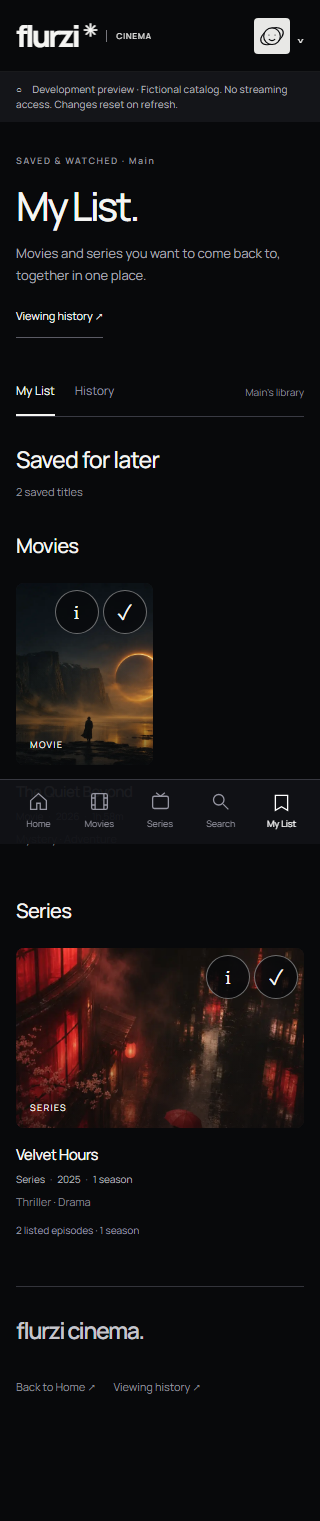 flurzi* | CINEMA
Development preview · Fictional catalog. No streaming
access. Changes reset on refresh.
SAVED & WATCHED · Main
My List.
Movies and series you want to come back to,
together in one place.
Viewing history ↗
My List History Main's library
Saved for later
2 saved titles
Movies
i ✓
MOVIE
The Quiet Beyond
Home Movies Series Search My List
Series
i ✓
SERIES
Velvet Hours
Series · 2025 · 1 season
Thriller · Drama
2 listed episodes · 1 season
flurzi cinema.
Back to Home ↗ Viewing history ↗